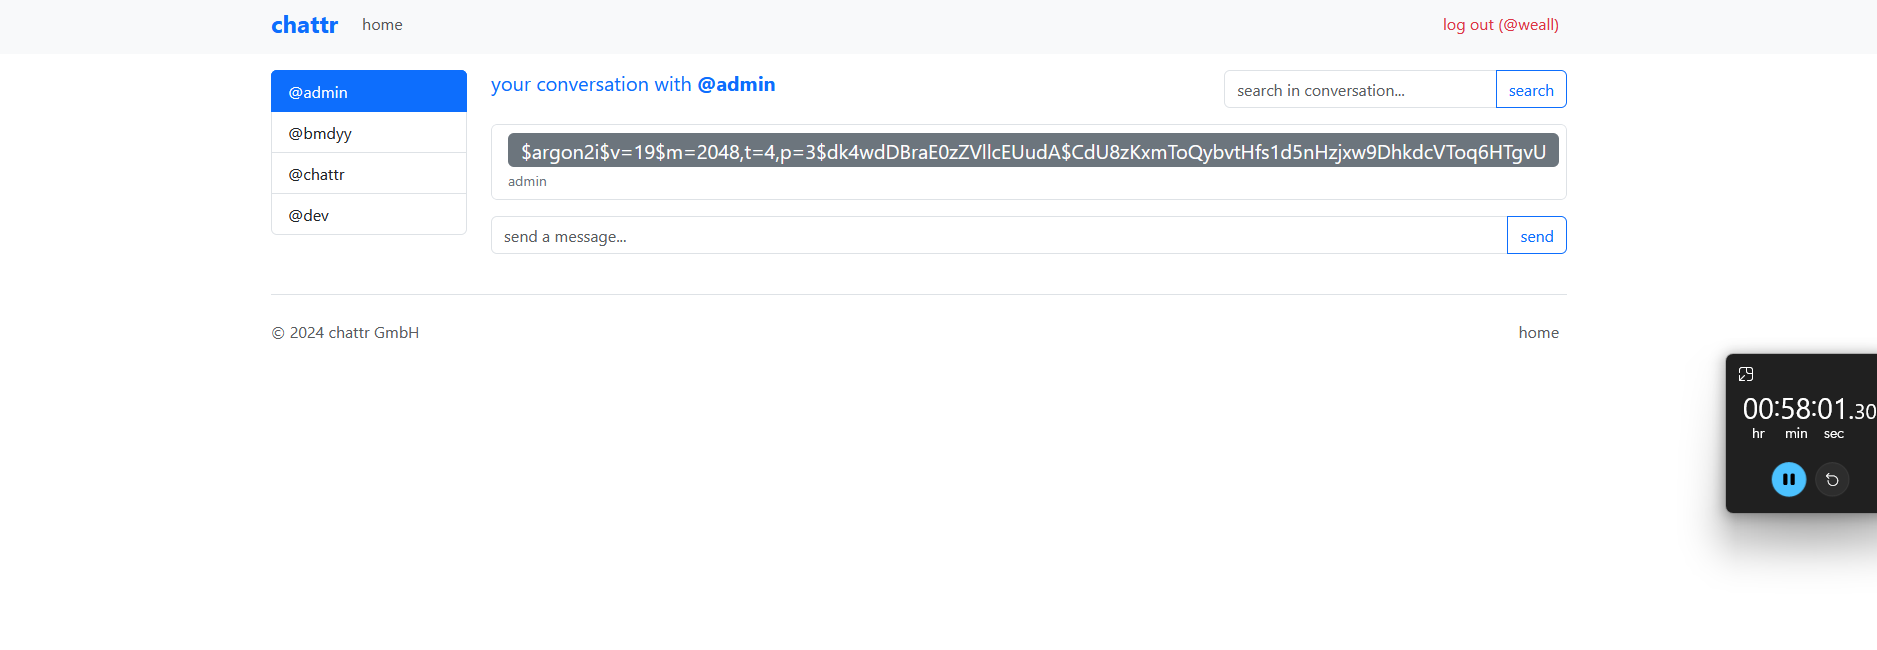 chattr home log out (@weall)
@admin
@bmdyy
@chattr
@dev
your conversation with @admin
search in conversation... search
$argon2i$v=19$m=2048,t=4,p=3$dk4wdDBraE0zZVllcEUudA$CdU8zKxmToQybvtHfs1d5nHzjxw9DhkdcVToq6HTgvU
admin
send a message... send
© 2024 chattr GmbH home
00:58:01.30
hr min sec